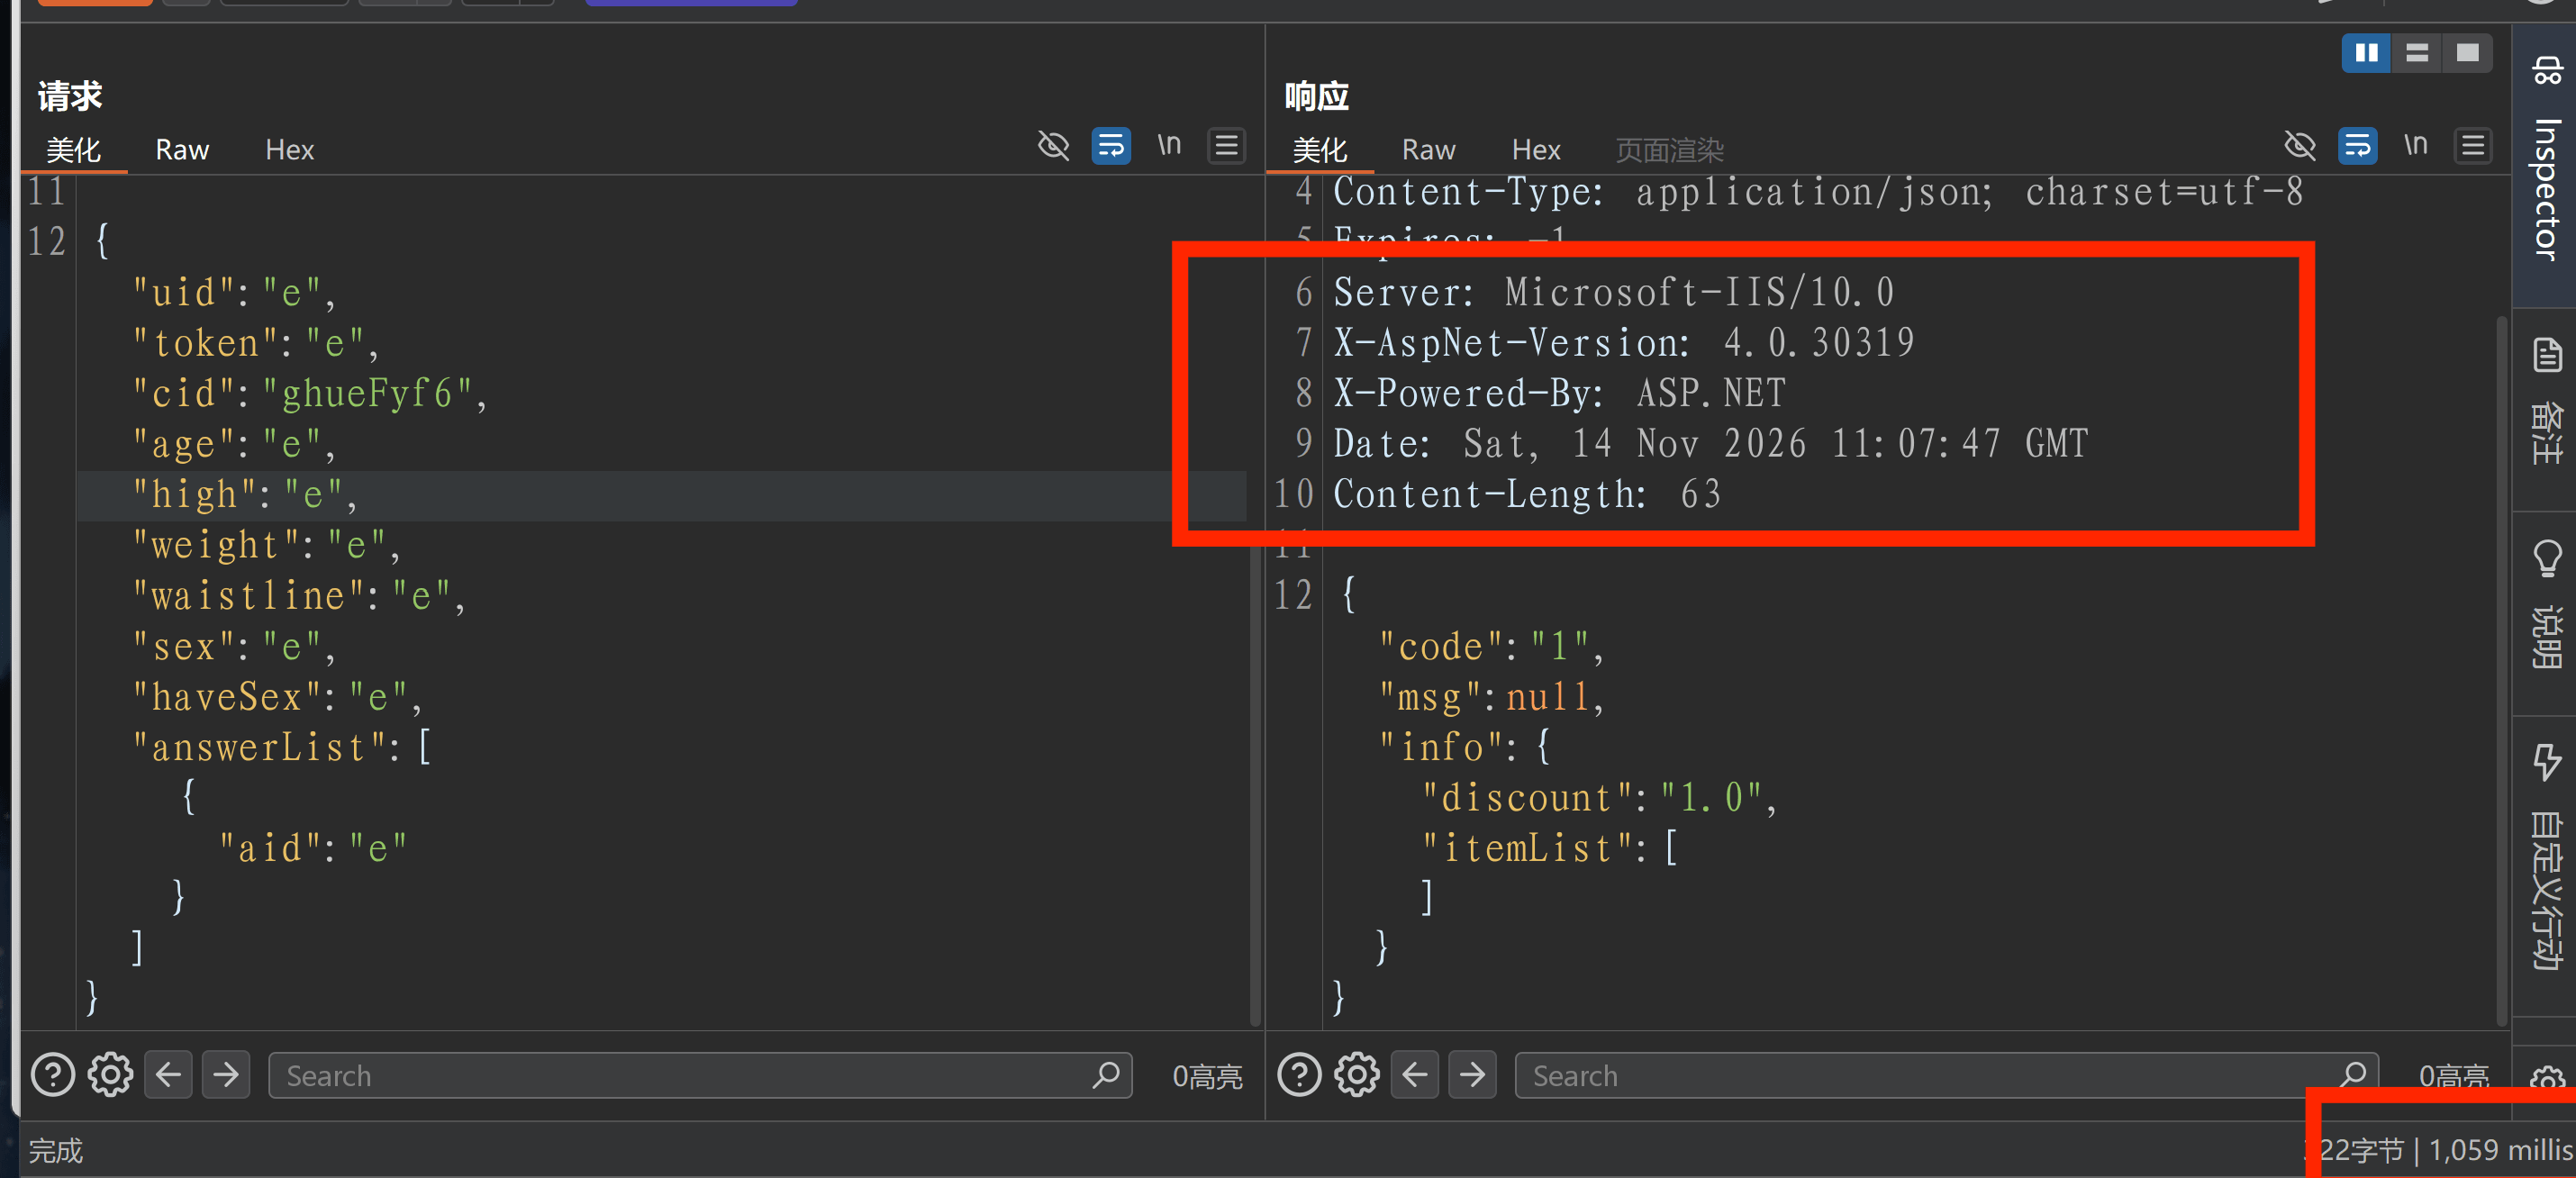 请求
美化 Raw Hex \n
11
12 {
"uid":"e",
"token":"e",
"cid":"ghueFyf6",
"age":"e",
"high":"e",
"weight":"e",
"waistline":"e",
"sex":"e",
"haveSex":"e",
"answerList":[
{
"aid":"e"
}
]
}
Search 0高亮
响应
美化 Raw Hex 页面渲染 \n
4 Content-Type: application/json; charset=utf-8
5 Expires: -1
6 Server: Microsoft-IIS/10.0
7 X-AspNet-Version: 4.0.30319
8 X-Powered-By: ASP.NET
9 Date: Sat, 14 Nov 2026 11:07:47 GMT
10 Content-Length: 63
11
12 {
"code":"1",
"msg":null,
"info":{
"discount":"1.0",
"itemList":[
]
}
}
Search 0高亮
Inspector
备注
说明
自定义行动
完成
22字节 | 1,059 millis